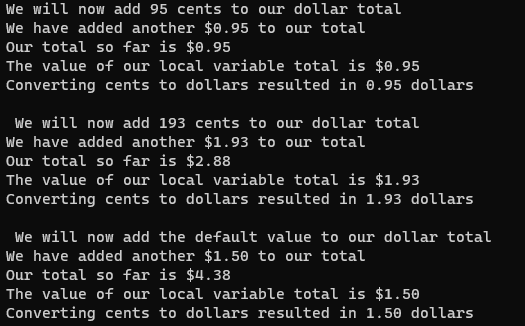 We will now add 95 cents to our dollar total
We have added another $0.95 to our total
Our total so far is $0.95
The value of our local variable total is $0.95
Converting cents to dollars resulted in 0.95 dollars

 We will now add 193 cents to our dollar total
We have added another $1.93 to our total
Our total so far is $2.88
The value of our local variable total is $1.93
Converting cents to dollars resulted in 1.93 dollars

 We will now add the default value to our dollar total
We have added another $1.50 to our total
Our total so far is $4.38
The value of our local variable total is $1.50
Converting cents to dollars resulted in 1.50 dollars